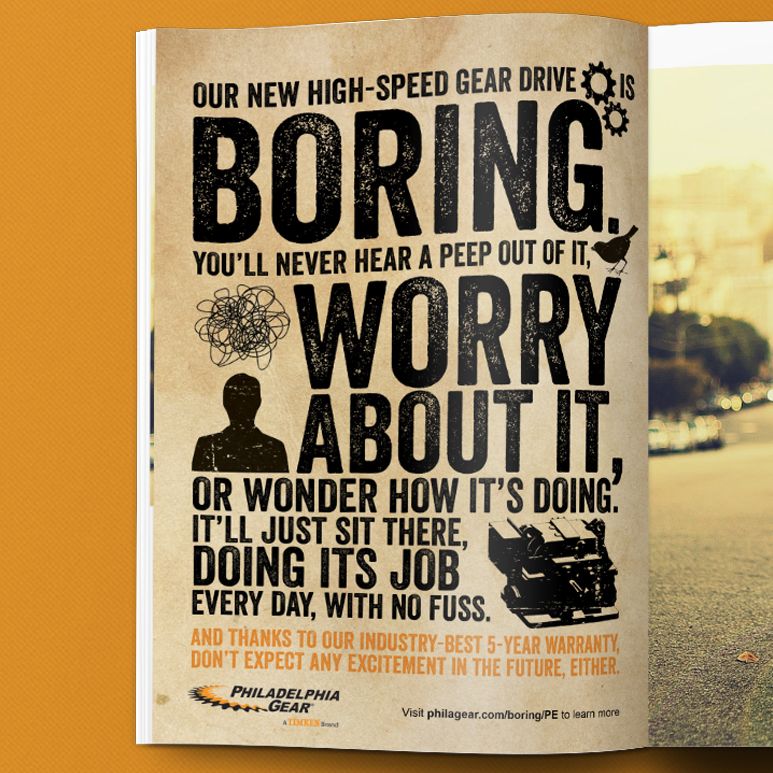 OUR NEW HIGH-SPEED GEAR DRIVE IS
BORING.
YOU'LL NEVER HEAR A PEEP OUT OF IT,
WORRY
ABOUT IT,
OR WONDER HOW IT'S DOING.
IT'LL JUST SIT THERE,
DOING ITS JOB
EVERY DAY, WITH NO FUSS.
AND THANKS TO OUR INDUSTRY-BEST 5-YEAR WARRANTY,
DON'T EXPECT ANY EXCITEMENT IN THE FUTURE, EITHER.
PHILADELPHIA
GEAR®
A TIMKEN Brand
Visit philagear.com/boring/PE to learn more